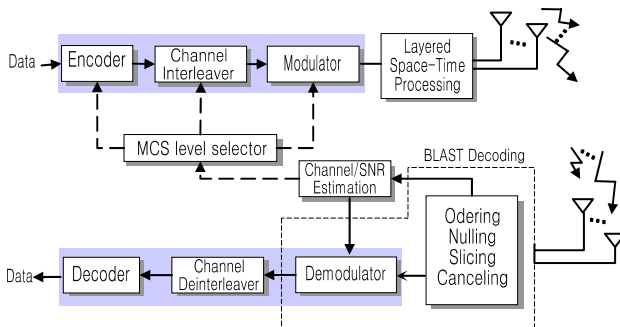 Data
Encoder
Channel
Interleaver
Modulator
Layered
Space-Time
Processing
MCS level selector
BLAST Decoding
Channel/SNR
Estimation
Odering
Nulling
Slicing
Canceling
Data
Decoder
Channel
Deinterleaver
Demodulator